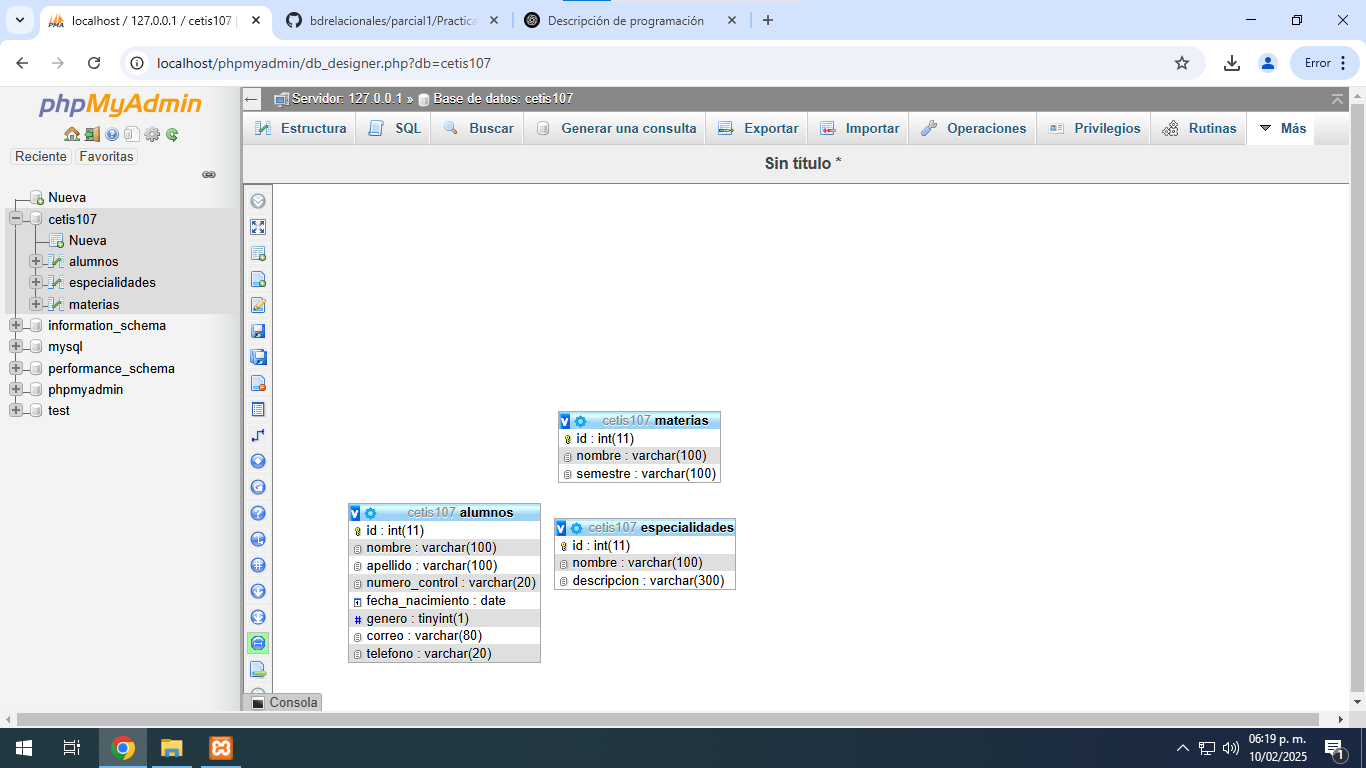 localhost / 127.0.0.1 / cetis107 |
bdrelacionales/parcial1/Practica
Descripción de programación
localhost/phpmyadmin/db_designer.php?db=cetis107
Error
phpMyAdmin
Reciente
Favoritas
Nueva
cetis107
Nueva
alumnos
especialidades
materias
information_schema
mysql
performance_schema
phpmyadmin
test
Servidor: 127.0.0.1 » Base de datos: cetis107
Estructura
SQL
Buscar
Generar una consulta
Exportar
Importar
Operaciones
Privilegios
Rutinas
Más
Sin título *
v cetis107 materias
id : int(11)
nombre : varchar(100)
semestre : varchar(100)
v cetis107 alumnos
id : int(11)
nombre : varchar(100)
apellido : varchar(100)
numero_control : varchar(20)
fecha_nacimiento : date
# genero : tinyint(1)
correo : varchar(80)
telefono : varchar(20)
v cetis107 especialidades
id : int(11)
nombre : varchar(100)
descripcion : varchar(300)
Consola
06:19 p. m.
10/02/2025
1